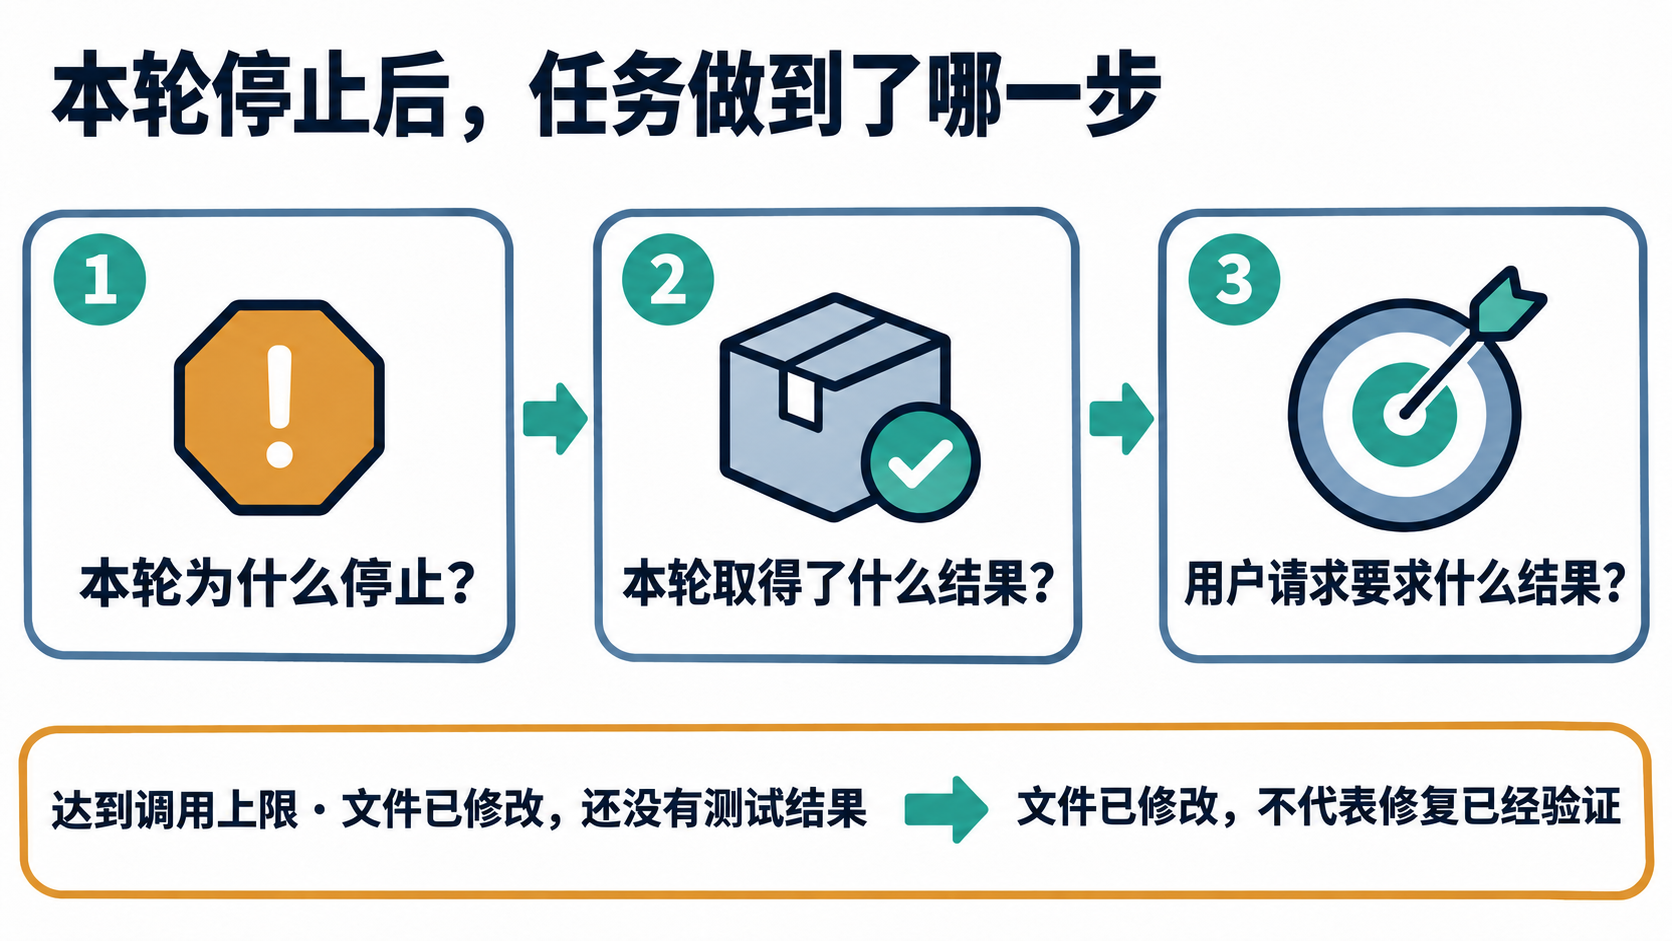 本轮停止后，任务做到了哪一步
1
本轮为什么停止？
2
本轮取得了什么结果？
3
用户请求要求什么结果？
达到调用上限·文件已修改，还没有测试结果
文件已修改，不代表修复已经验证